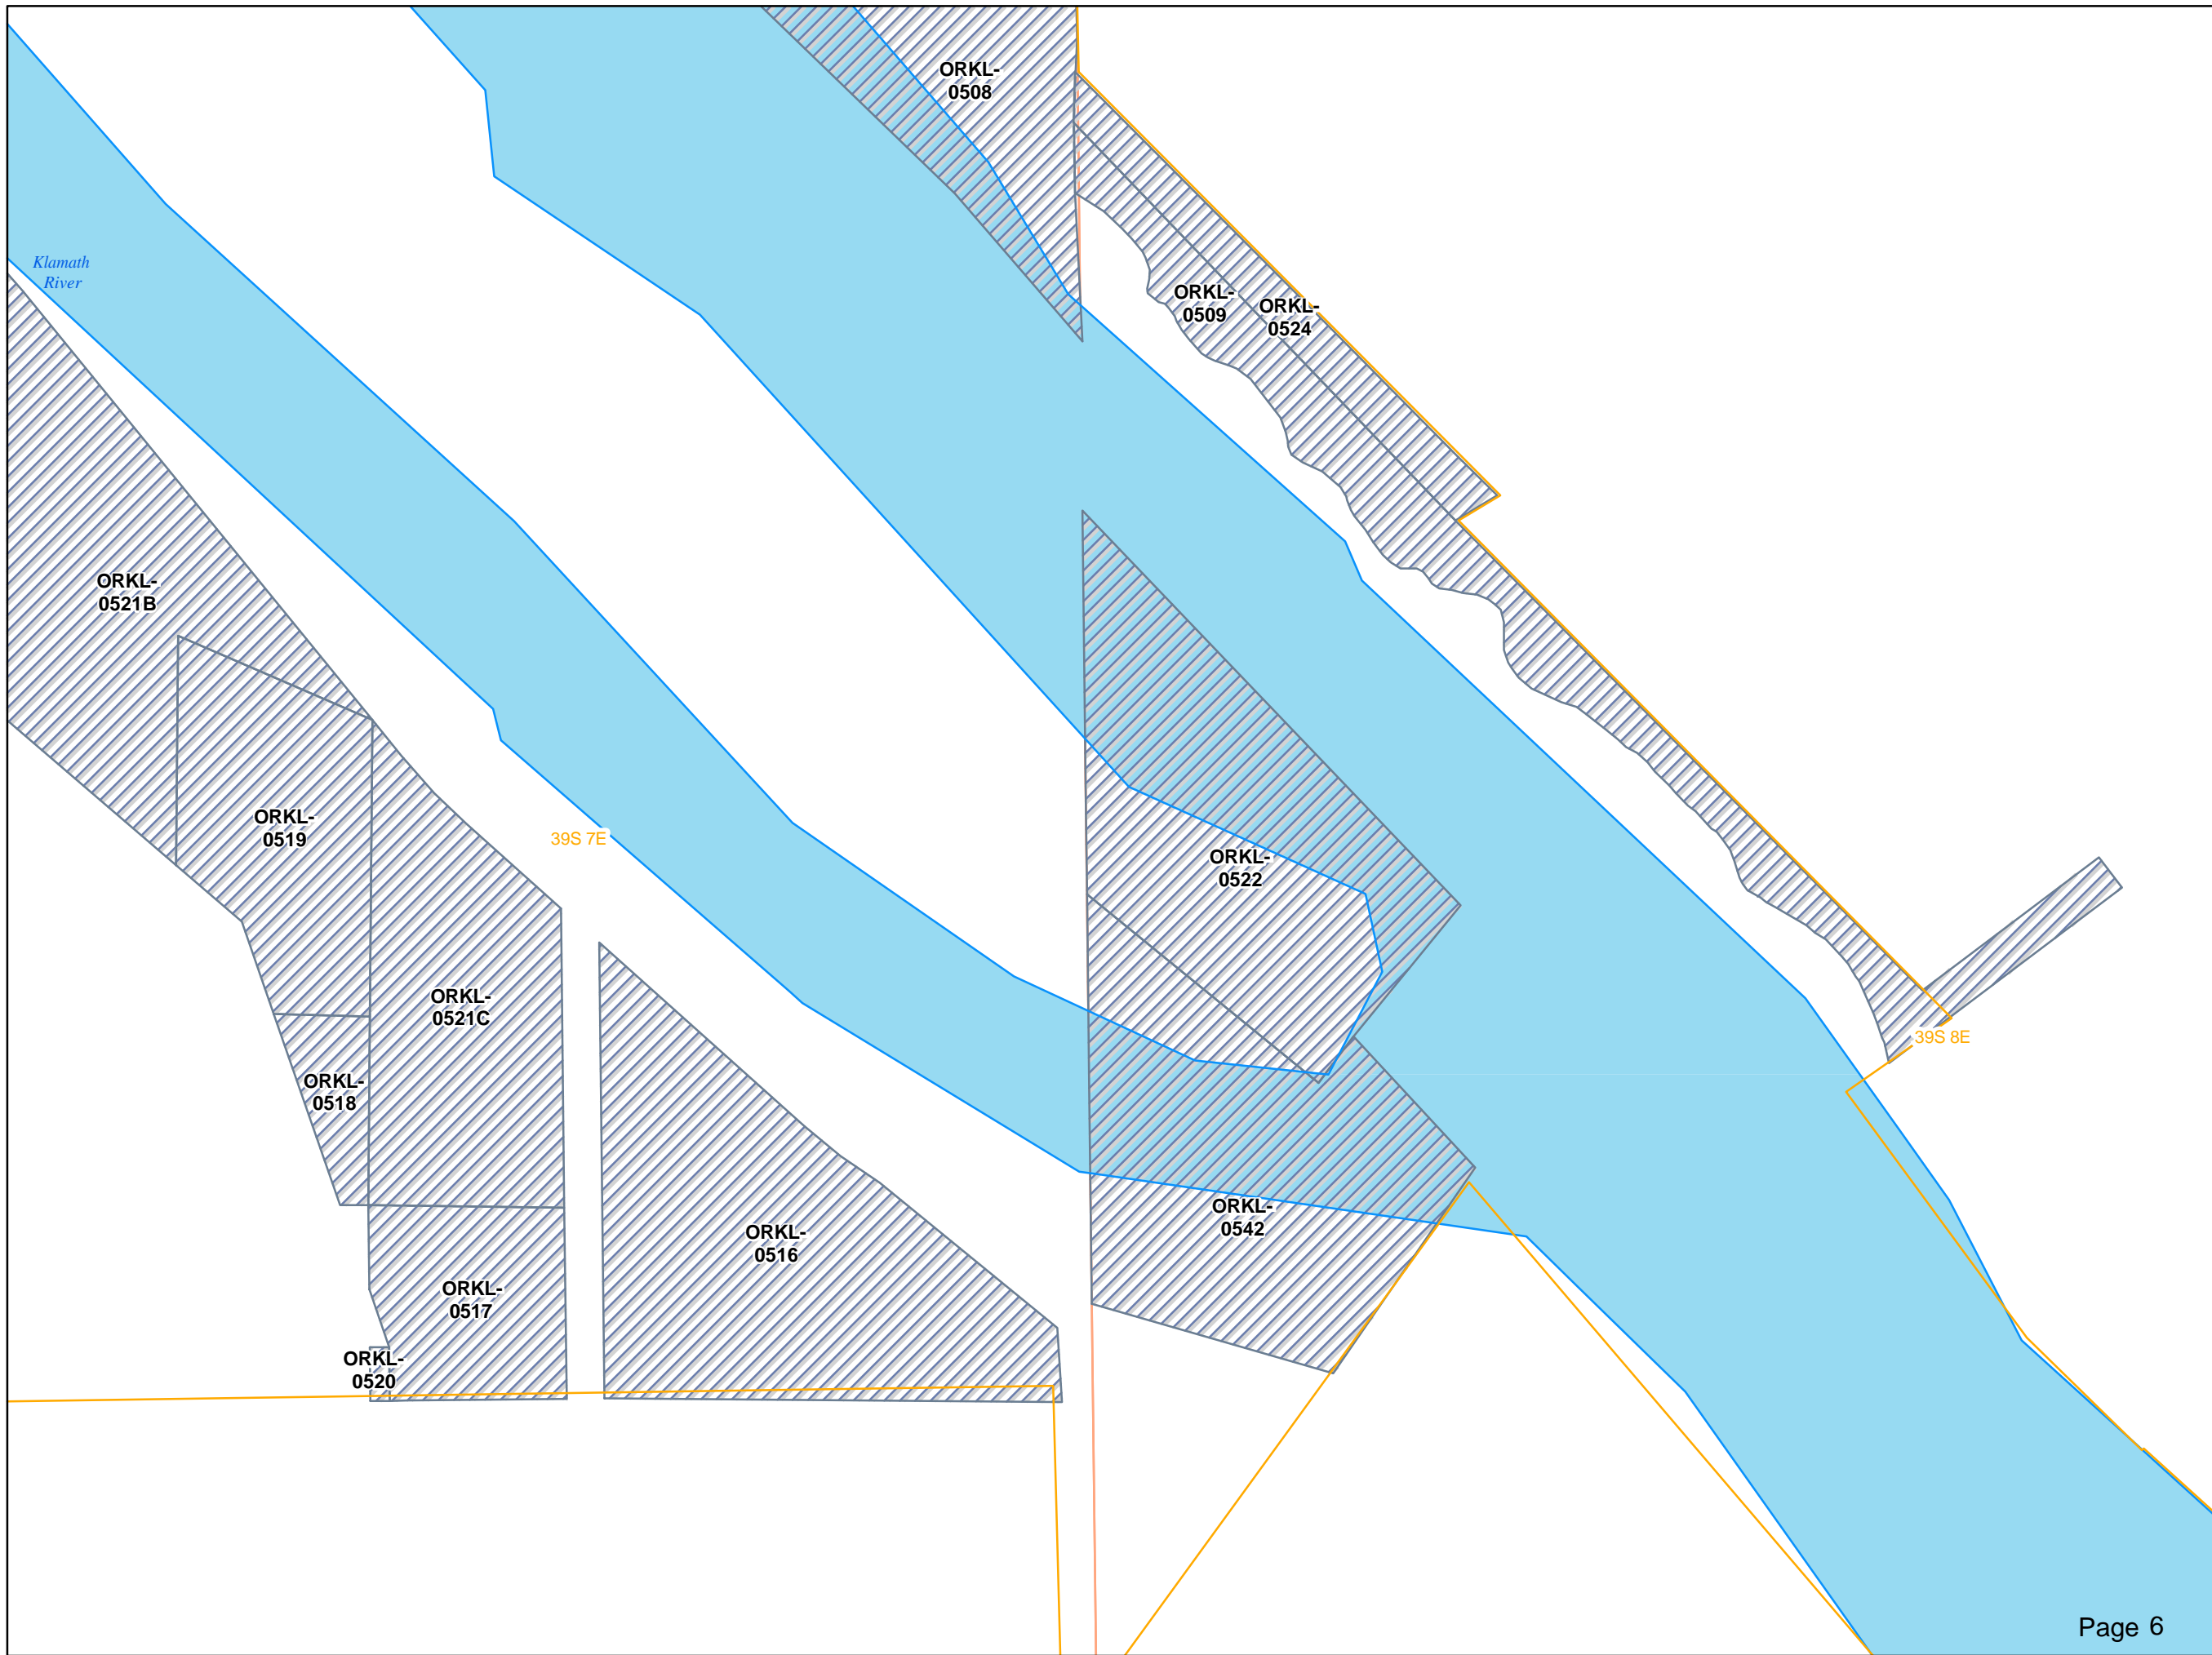 ORKL-
0508
Klamath
River
ORKL-
0509
ORKL-
0524
ORKL-
0521B
ORKL-
0519
39S 7E
ORKL-
0522
ORKL-
0521C
39S 8E
ORKL-
0518
ORKL-
0542
ORKL-
0516
ORKL-
0517
ORKL-
0520
Page 6